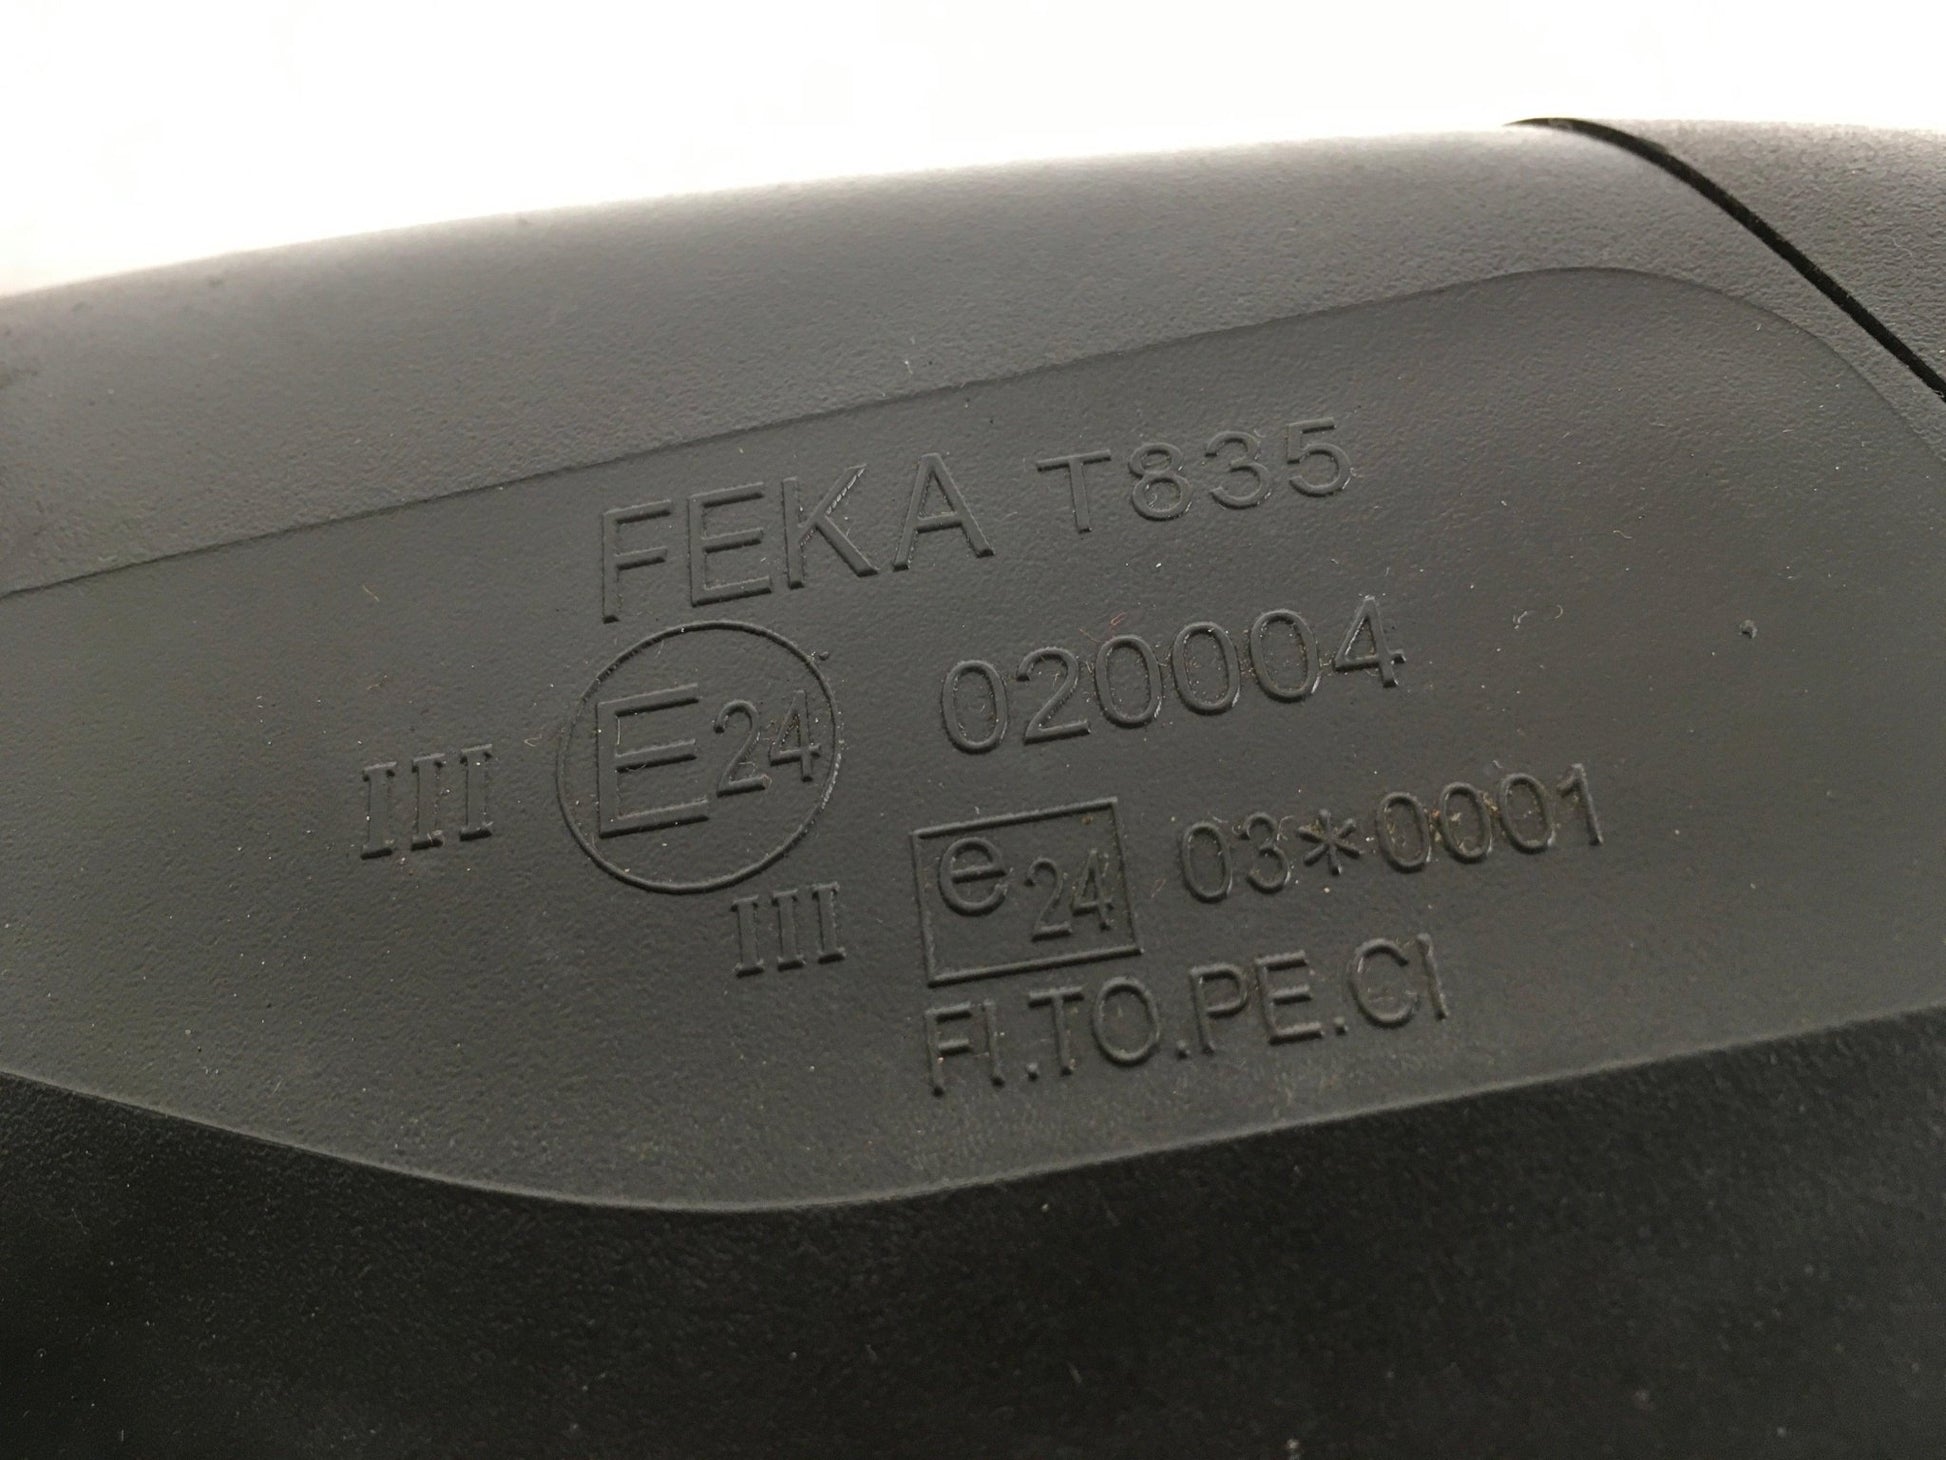 FEKA T835
III E24 020004
III e24 03*0001
FI.TO.PE.CI